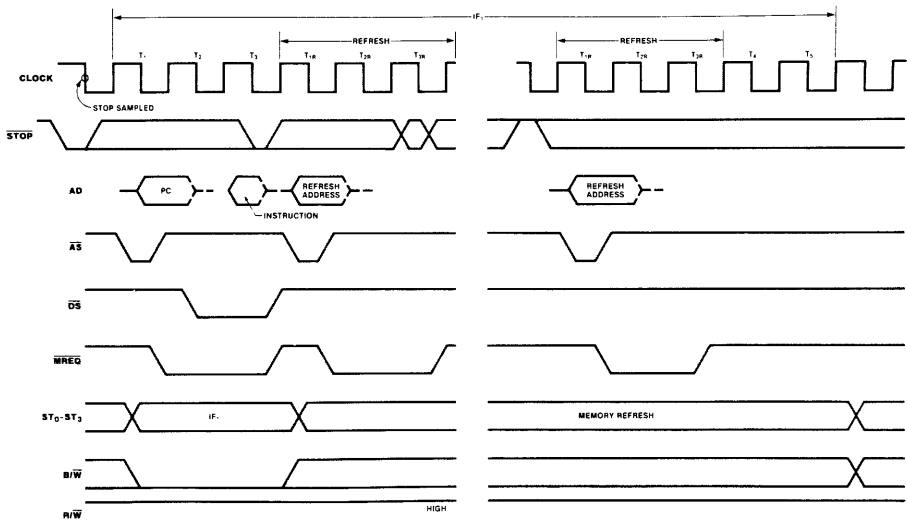 IF₁
REFRESH
REFRESH
T₁ T₂ T₃ T₁R T₂R T₃R T₁R T₂R T₃R T₄ T₅
CLOCK
STOP SAMPLED
STOP
AD PC REFRESH ADDRESS REFRESH ADDRESS
INSTRUCTION
AS
DS
MREQ
ST₀-ST₃ IF₁ MEMORY REFRESH
B/W
R/W HIGH